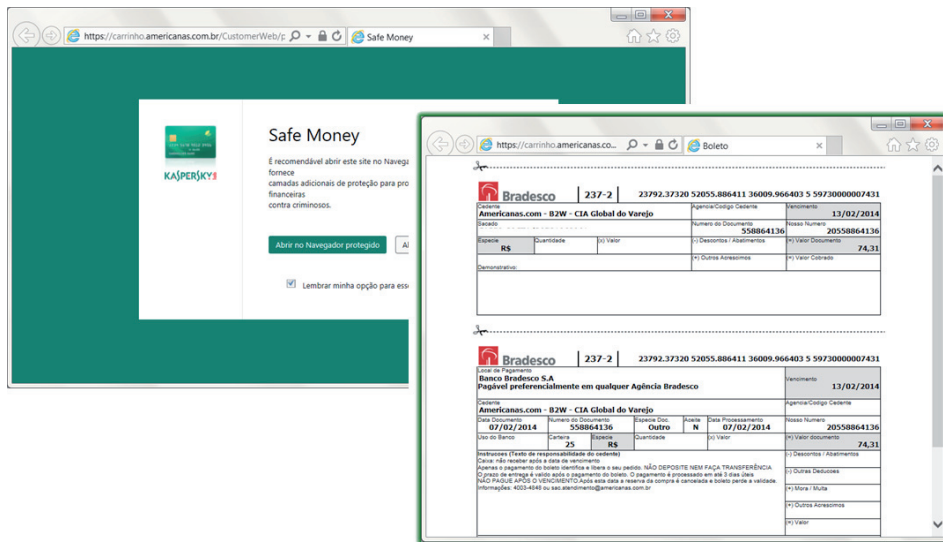 https://carrinho.americanas.com.br/CustomerWeb/p
Safe Money
KASPERSKY
Safe Money
É recomendável abrir este site no Navega
fornece
camadas adicionais de proteção para pro
financeiras
contra criminosos.
Abrir no Navegador protegido
Lembrar minha opção para ess
https://carrinho.americanas.co...
Boleto
Bradesco 237-2 23792.37320 52055.886411 36009.966403 5 59730000007431
Cedente Agencia/Codigo Cedente Vencimento
Americanas.com - B2W - CIA Global do Varejo 13/02/2014
Sacado Numero do Documento Nosso Numero
558864136 20558864136
Especie Quantidade (x) Valor (-) Descontos / Abatimentos (=) Valor Documento
R$ 74,31
(+) Outros Acrescimos (=) Valor Cobrado
Demonstrativo:
Bradesco 237-2 23792.37320 52055.886411 36009.966403 5 59730000007431
Local de Pagamento Vencimento
Banco Bradesco S.A
Pagável preferencialmente em qualquer Agência Bradesco 13/02/2014
Cedente Agencia/Codigo Cedente
Americanas.com - B2W - CIA Global do Varejo
Data Documento Numero do Documento Especie Doc. Aceite Data Processamento Nosso Numero
07/02/2014 558864136 Outro N 07/02/2014 20558864136
Uso do Banco Carteira Especie Quantidade (x) Valor (=) Valor documento
25 R$ 74,31
Instrucoes (Texto de responsabilidade do cedente) (-) Descontos / Abatimentos
Caixa: não receber após a data de vencimento
Apenas o pagamento do boleto identifica e libera o seu pedido. NÃO DEPOSITE NEM FAÇA TRANSFERÊNCIA.
O prazo de entrega é valido após o pagamento do boleto. O pagamento é processado em até 3 dias úteis (-) Outras Deducoes
NÃO PAGUE APÓS O VENCIMENTO.Após esta data a reserva da compra é cancelada e boleto perde a validade.
Informações: 4003-4848 ou sac.atendimento@americanas.com.br
(+) Mora / Multa
(+) Outros Acrescimos
(=) Valor